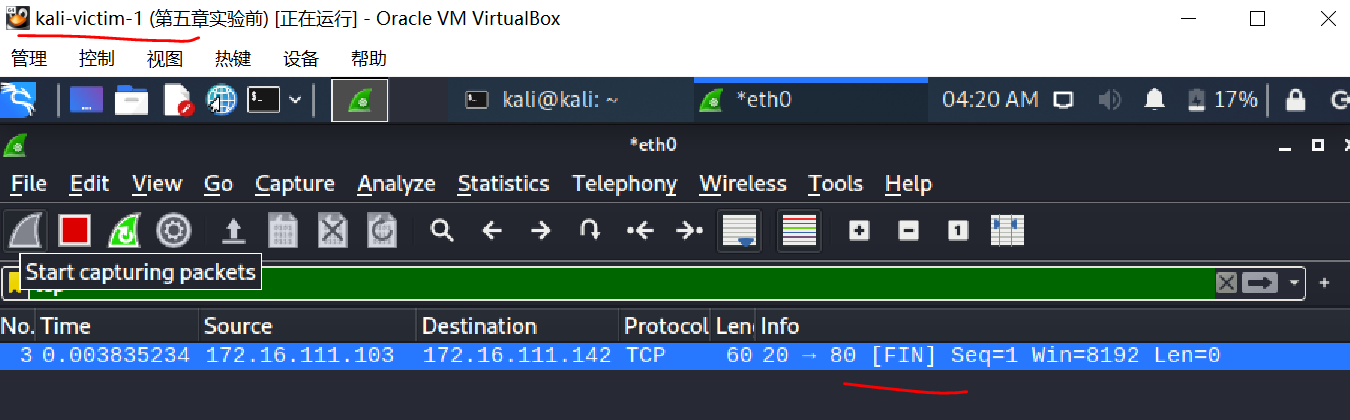 kali-victim-1 (第五章实验前) [正在运行] - Oracle VM VirtualBox
管理 控制 视图 热键 设备 帮助
kali@kali: ~ *eth0 04:20 AM 17%
*eth0
File Edit View Go Capture Analyze Statistics Telephony Wireless Tools Help
Start capturing packets
No. Time Source Destination Protocol Len Info
3 0.003835234 172.16.111.103 172.16.111.142 TCP 60 20 → 80 [FIN] Seq=1 Win=8192 Len=0